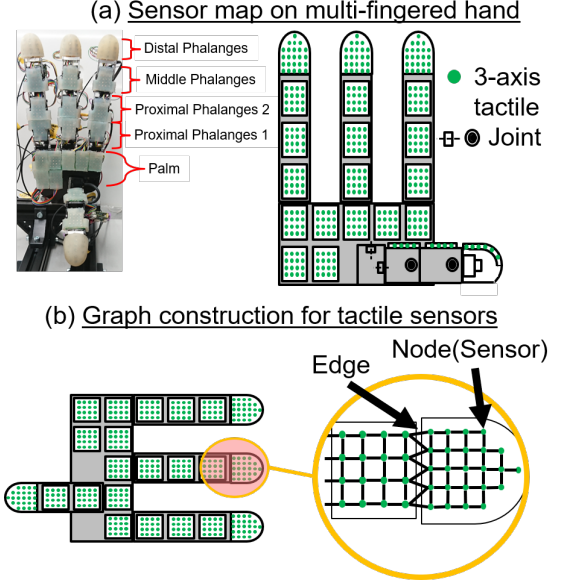 (a) Sensor map on multi-fingered hand
Distal Phalanges
Middle Phalanges
Proximal Phalanges 2
Proximal Phalanges 1
Palm
3-axis
tactile
Joint
(b) Graph construction for tactile sensors
Node(Sensor)
Edge